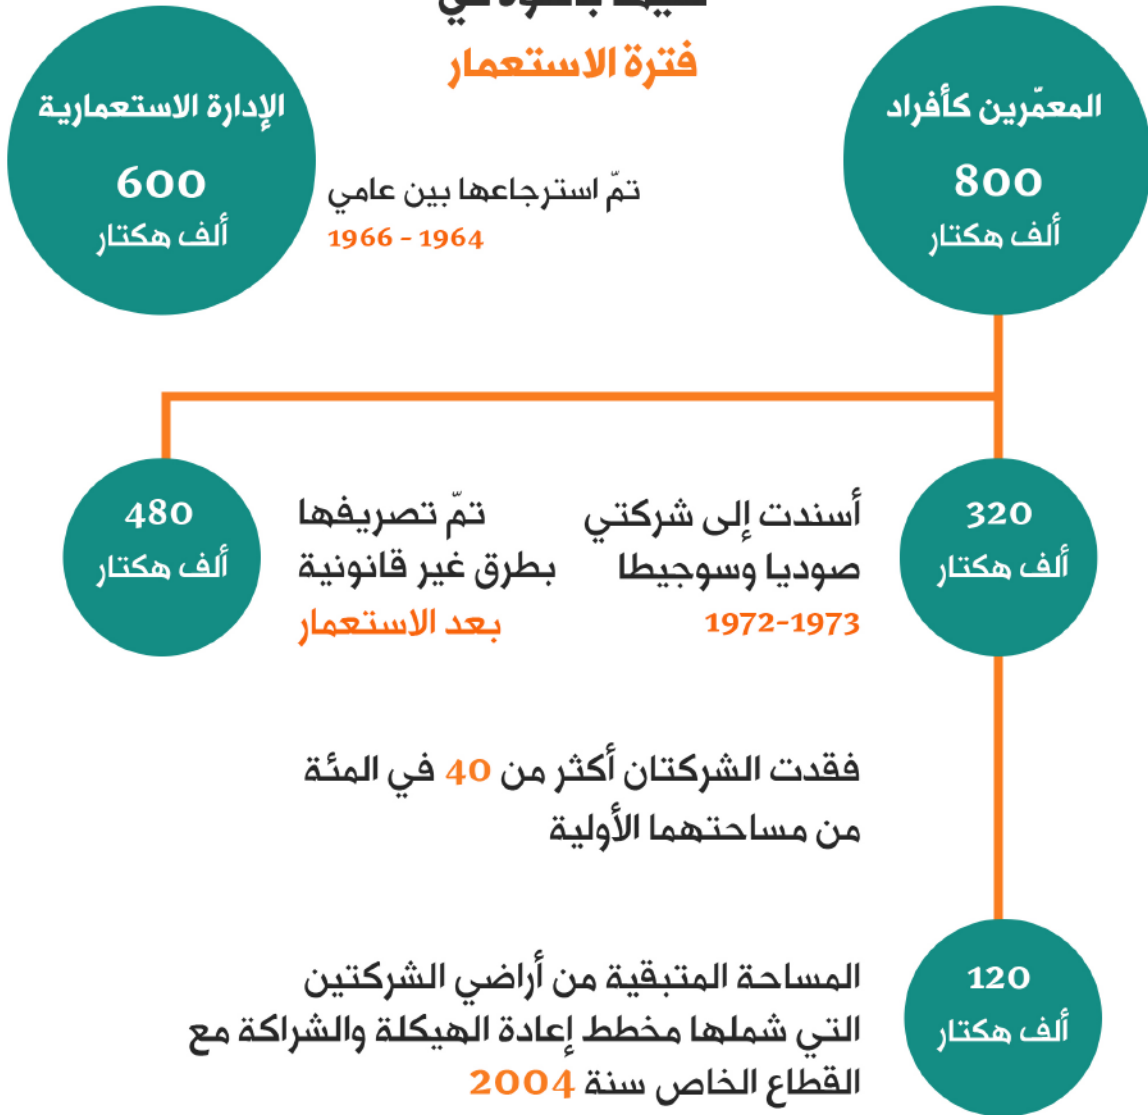 فترة الاستعمار
المعمّرين كأفراد
800
ألف هكتار
الإدارة الاستعمارية
600
ألف هكتار
تمّ استرجاعها بين عامي
1964 - 1966
320
ألف هكتار
أسندت إلى شركتي
صوديا وسوجيطا
1972-1973
480
ألف هكتار
تمّ تصريفها
بطرق غير قانونية
بعد الاستعمار
فقدت الشركتان أكثر من 40 في المئة
من مساحتهما الأولية
120
ألف هكتار
المساحة المتبقية من أراضي الشركتين
التي شملها مخطط إعادة الهيكلة والشراكة مع
القطاع الخاص سنة 2004